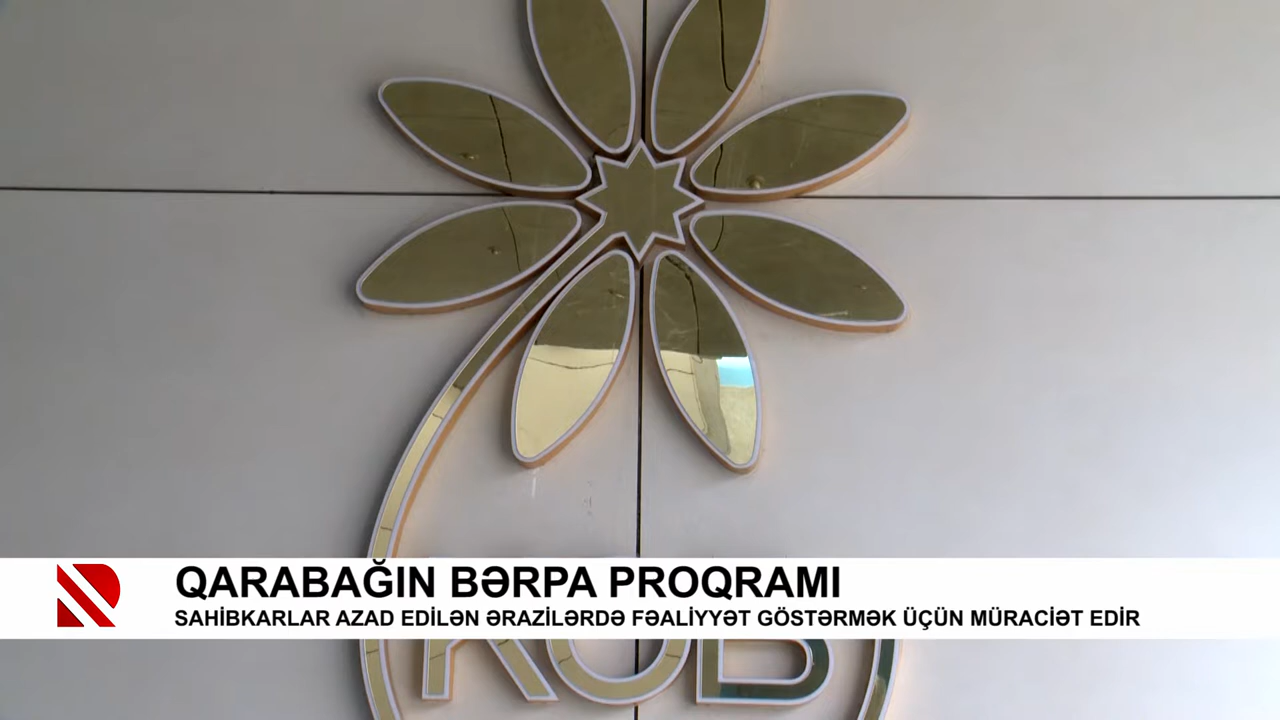 QARABAĞIN BƏRPA PROQRAMI
SAHİBKARLAR AZAD EDİLƏN ƏRAZİLƏRDƏ FƏALİYYƏT GÖSTƏRMƏK ÜÇÜN MÜRACİƏT EDİR